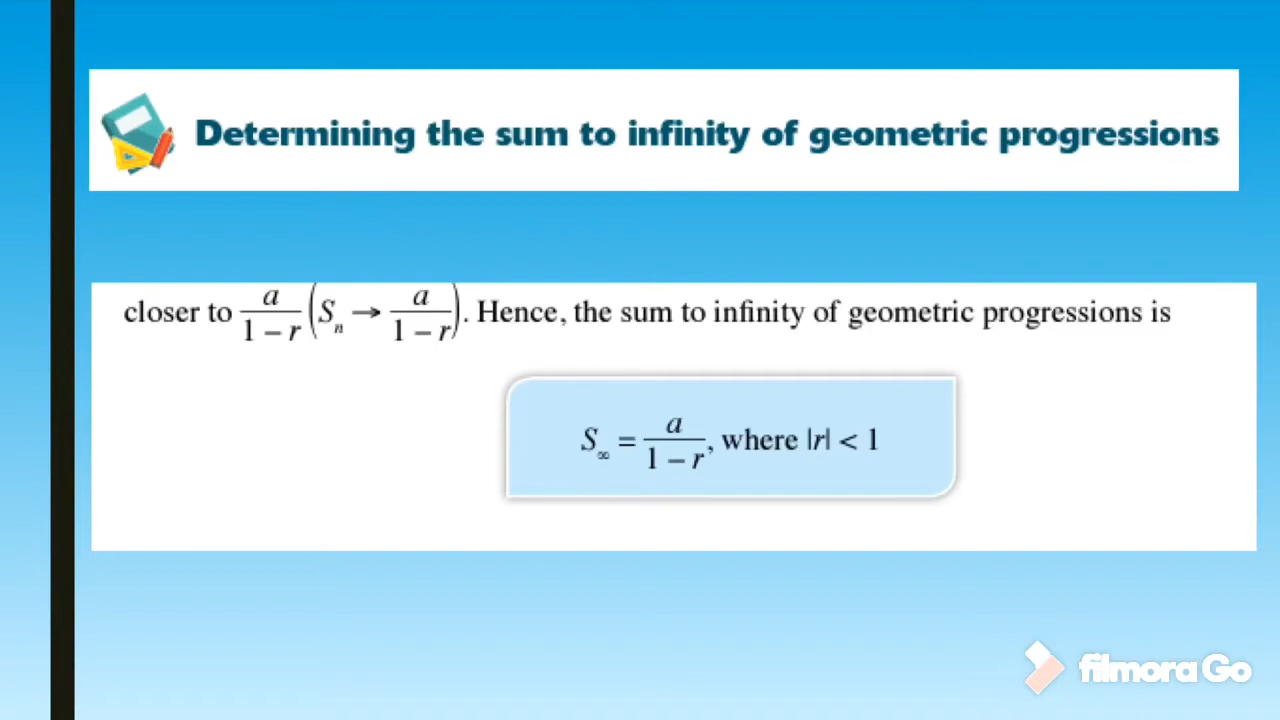 Determining the sum to infinity of geometric progressions
closer to a/(1 – r) (Sₙ → a/(1 – r)). Hence, the sum to infinity of geometric progressions is
S∞ = a/(1 – r), where |r| < 1
filmora Go